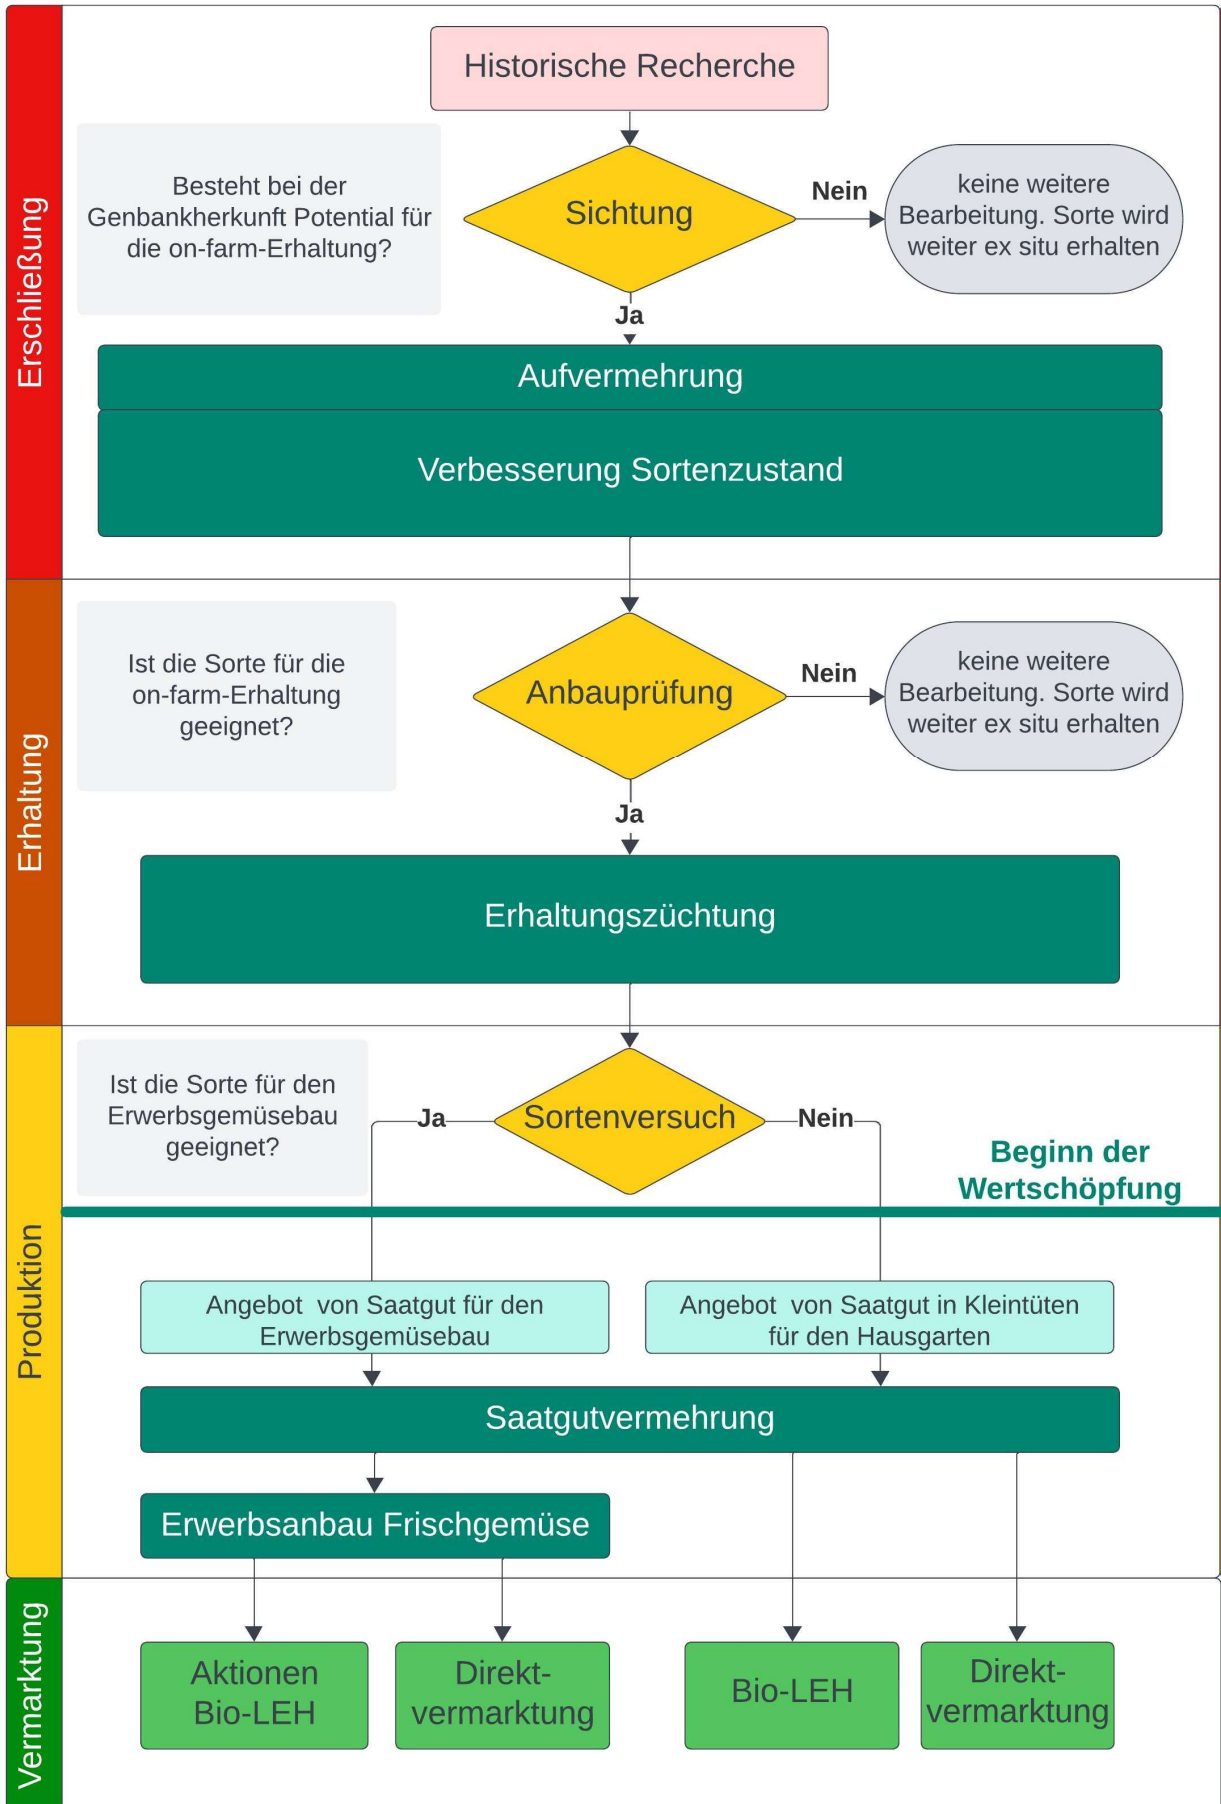 Erschließung
Historische Recherche
Besteht bei der
Genbankherkunft Potential für
die on-farm-Erhaltung?
Sichtung
Nein
keine weitere
Bearbeitung. Sorte wird
weiter ex situ erhalten
Ja
Aufvermehrung
Verbesserung Sortenzustand
Erhaltung
Ist die Sorte für die
on-farm-Erhaltung
geeignet?
Anbauprüfung
Nein
keine weitere
Bearbeitung. Sorte wird
weiter ex situ erhalten
Ja
Erhaltungszüchtung
Produktion
Ist die Sorte für den
Erwerbsgemüsebau
geeignet?
Ja
Sortenversuch
Nein
Beginn der
Wertschöpfung
Angebot von Saatgut für den
Erwerbsgemüsebau
Angebot von Saatgut in Kleintüten
für den Hausgarten
Saatgutvermehrung
Erwerbsanbau Frischgemüse
Vermarktung
Aktionen
Bio-LEH
Direkt-
vermarktung
Bio-LEH
Direkt-
vermarktung